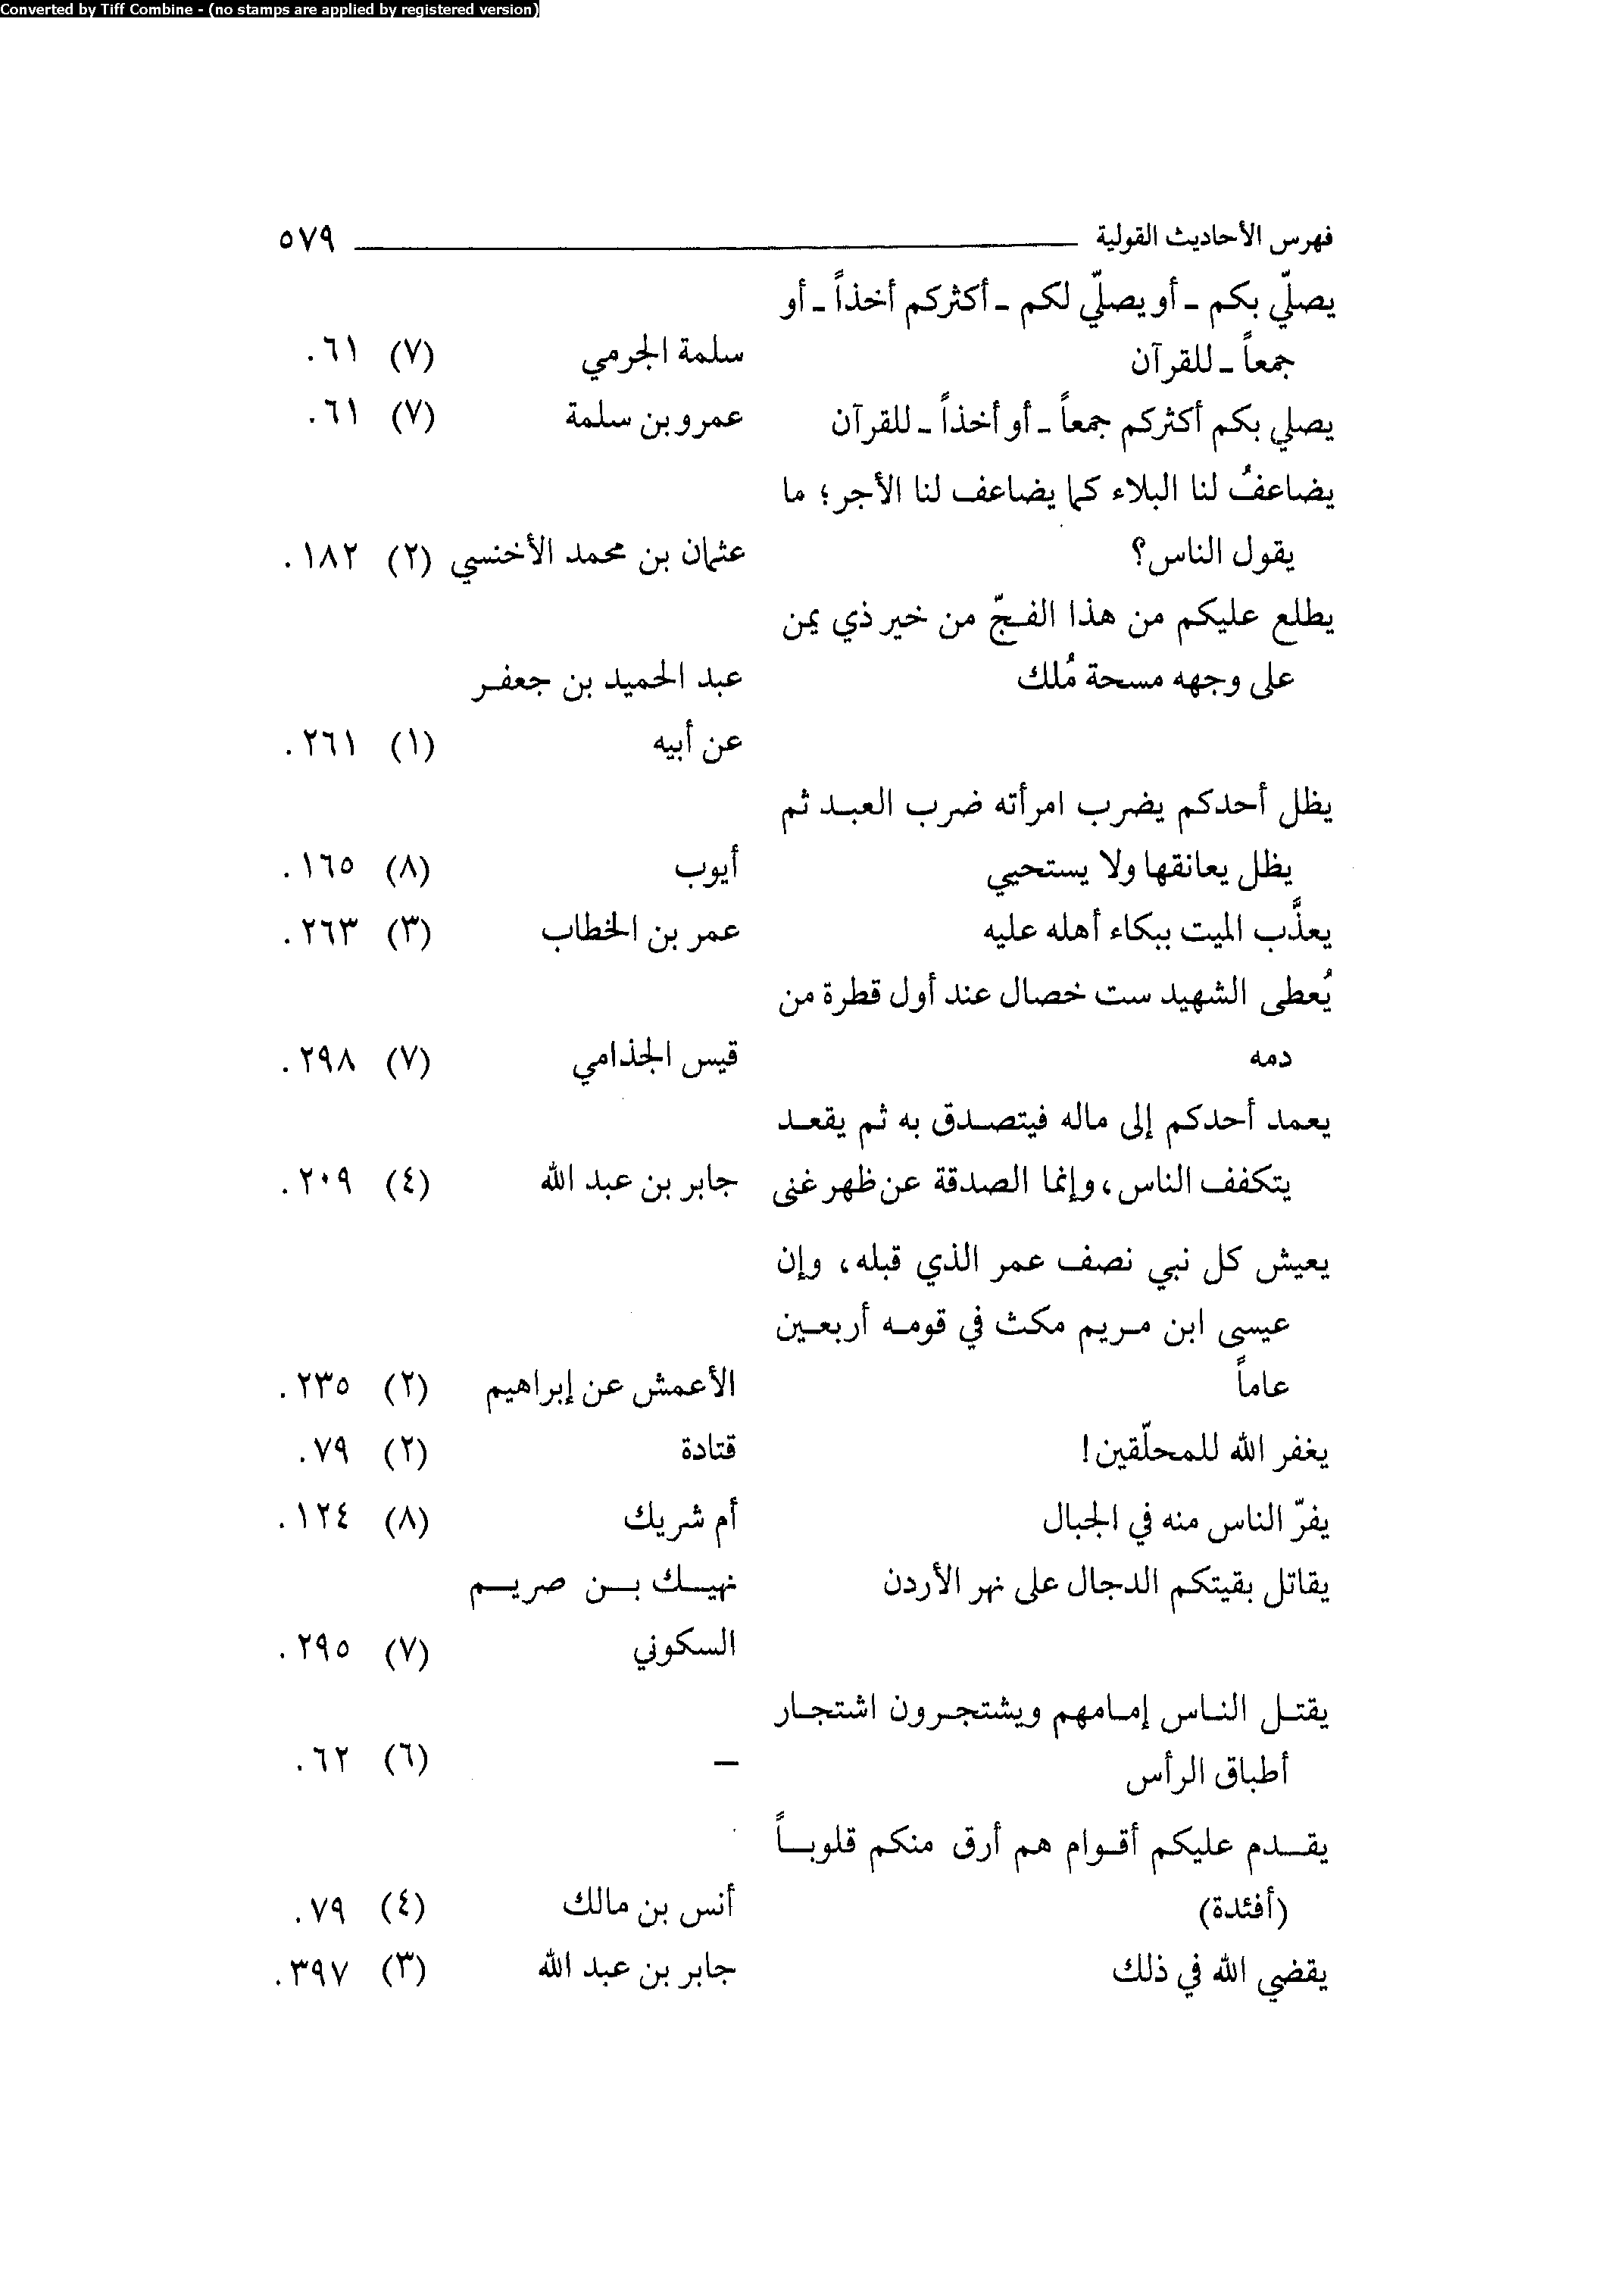 Converted by Tiff Combine - (no stamps are applied by registered version)
فهرس الأحاديث القولية ٥٧٩
يصلّي بكم ـ أو يصلّي لكم ـ أكثركم أخذاً ـ أو
جمعاً ـ للقرآن سلمة الجرمي (٧) ٦١.
يصلي بكم أكثركم جمعاً ـ أو أخذاً ـ للقرآن عمرو بن سلمة (٧) ٦١.
يضاعفُ لنا البلاء كما يضاعف لنا الأجر؛ ما
يقول الناس؟ عثمان بن محمد الأخنسي (٢) ١٨٢.
يطلع عليكم من هذا الفجّ من خير ذي يمن
على وجهه مسحة مُلك عبد الحميد بن جعفر
عن أبيه (١) ٢٦١.
يظل أحدكم يضرب امرأته ضرب العبد ثم
يظل يعانقها ولا يستحيي أيوب (٨) ١٦٥.
يعذَّب الميت ببكاء أهله عليه عمر بن الخطاب (٣) ٢٦٣.
يُعطى الشهيد ست خصال عند أول قطرة من
دمه قيس الجذامي (٧) ٢٩٨.
يعمد أحدكم إلى ماله فيتصدق به ثم يقعد
يتكفف الناس، وإنما الصدقة عن ظهر غنى جابر بن عبد الله (٤) ٢٠٩.
يعيش كل نبي نصف عمر الذي قبله، وإن
عيسى ابن مريم مكث في قومه أربعين
عاماً الأعمش عن إبراهيم (٢) ٢٣٥.
يغفر الله للمحلّقين! قتادة (٢) ٧٩.
يفرّ الناس منه في الجبال أم شريك (٨) ١٢٤.
يقاتل بقيتكم الدجال على نهر الأردن نهيك بن صريم
السكوني (٧) ٢٩٥.
يقتل الناس إمامهم ويشتجرون اشتجار
أطباق الرأس – (٦) ٦٢.
يقدم عليكم أقوام هم أرق منكم قلوباً
(أفئدة) أنس بن مالك (٤) ٧٩.
يقضي الله في ذلك جابر بن عبد الله (٣) ٣٩٧.